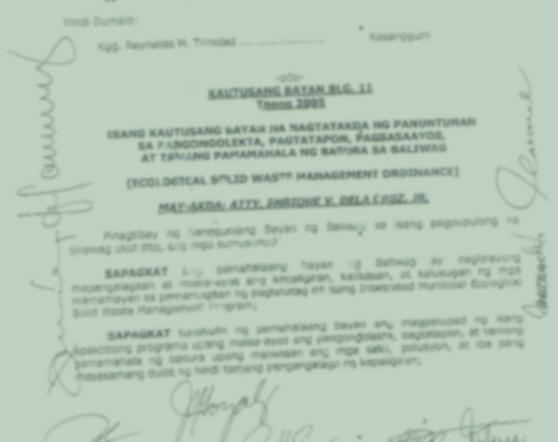 Hindi Dumalo:
Kgg. Reynaldo M. Trinidad Kasangguni
-o0o-
KAUTUSANG BAYAN BLG. 11
Taong 2005
ISANG KAUTUSANG BAYAN NA NAGTATAKDA NG PANUNTUNAN
SA PANGONGOLEKTA, PAGTATAPON, PAGSASAAYOS,
AT TAMANG PAMAMAHALA NG BASURA SA BALIWAG
[ECOLOGICAL SOLID WASTE MANAGEMENT ORDINANCE]
MAY-AKDA: ATTY. ENRIQUE V. DELA CRUZ, JR.
Pinagtibay ng Sangguniang Bayan ng Baliwag sa isang pagpupulong na
tinawag ukol dito, ang mga sumusunod:
SAPAGKAT ang pamahalaang bayan ng Baliwag ay naglalayong
mapangalagaan at maisa-ayos ang kapaligiran, kalikasan, at kalusugan ng mga
mamamayan sa pamamagitan ng pagtatatag ng isang Integrated Municipal Ecological
Solid Waste Management Program;
SAPAGKAT tungkulin ng pamahalaang bayan ang magpatupad ng isang
epektibong programa upang maisa-ayos ang pangongolekta, pagtatapon, at tamang
pamamahala ng basura upang maiwasan ang mga sakit, polusyon, at iba pang
masasamang dulot ng hindi tamang pangangalaga ng kapaligiran;